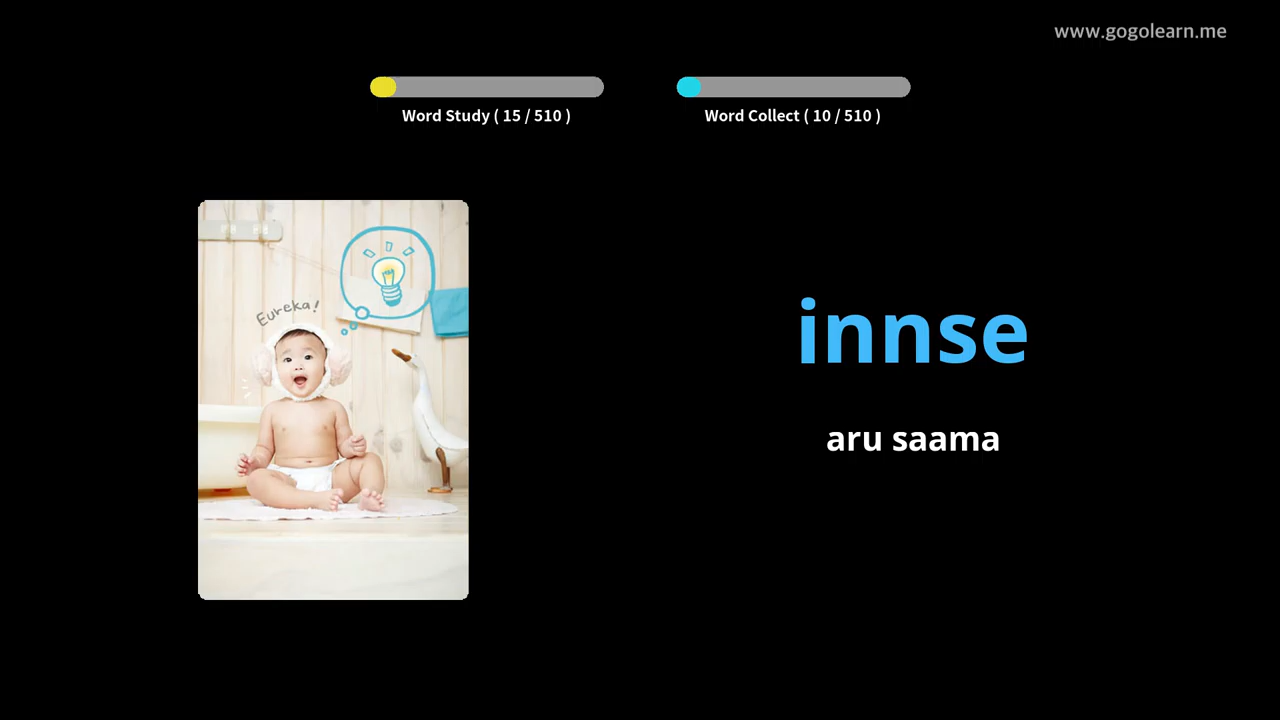 www.gogolearn.me
Word Study ( 15 / 510 )
Word Collect ( 10 / 510 )
Eureka!
innse
aru saama